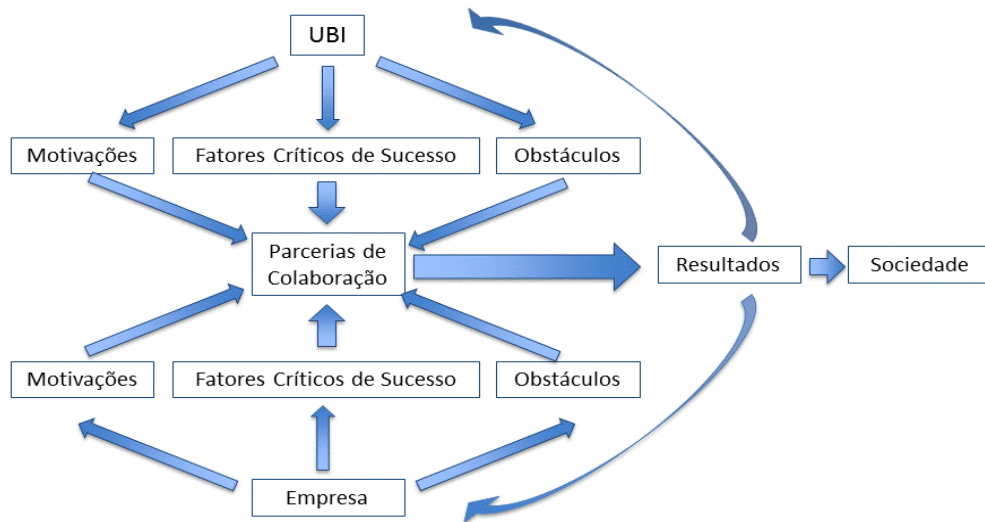 UBI
Motivações
Fatores Críticos de Sucesso
Obstáculos
Parcerias de
Colaboração
Resultados
Sociedade
Motivações
Fatores Críticos de Sucesso
Obstáculos
Empresa